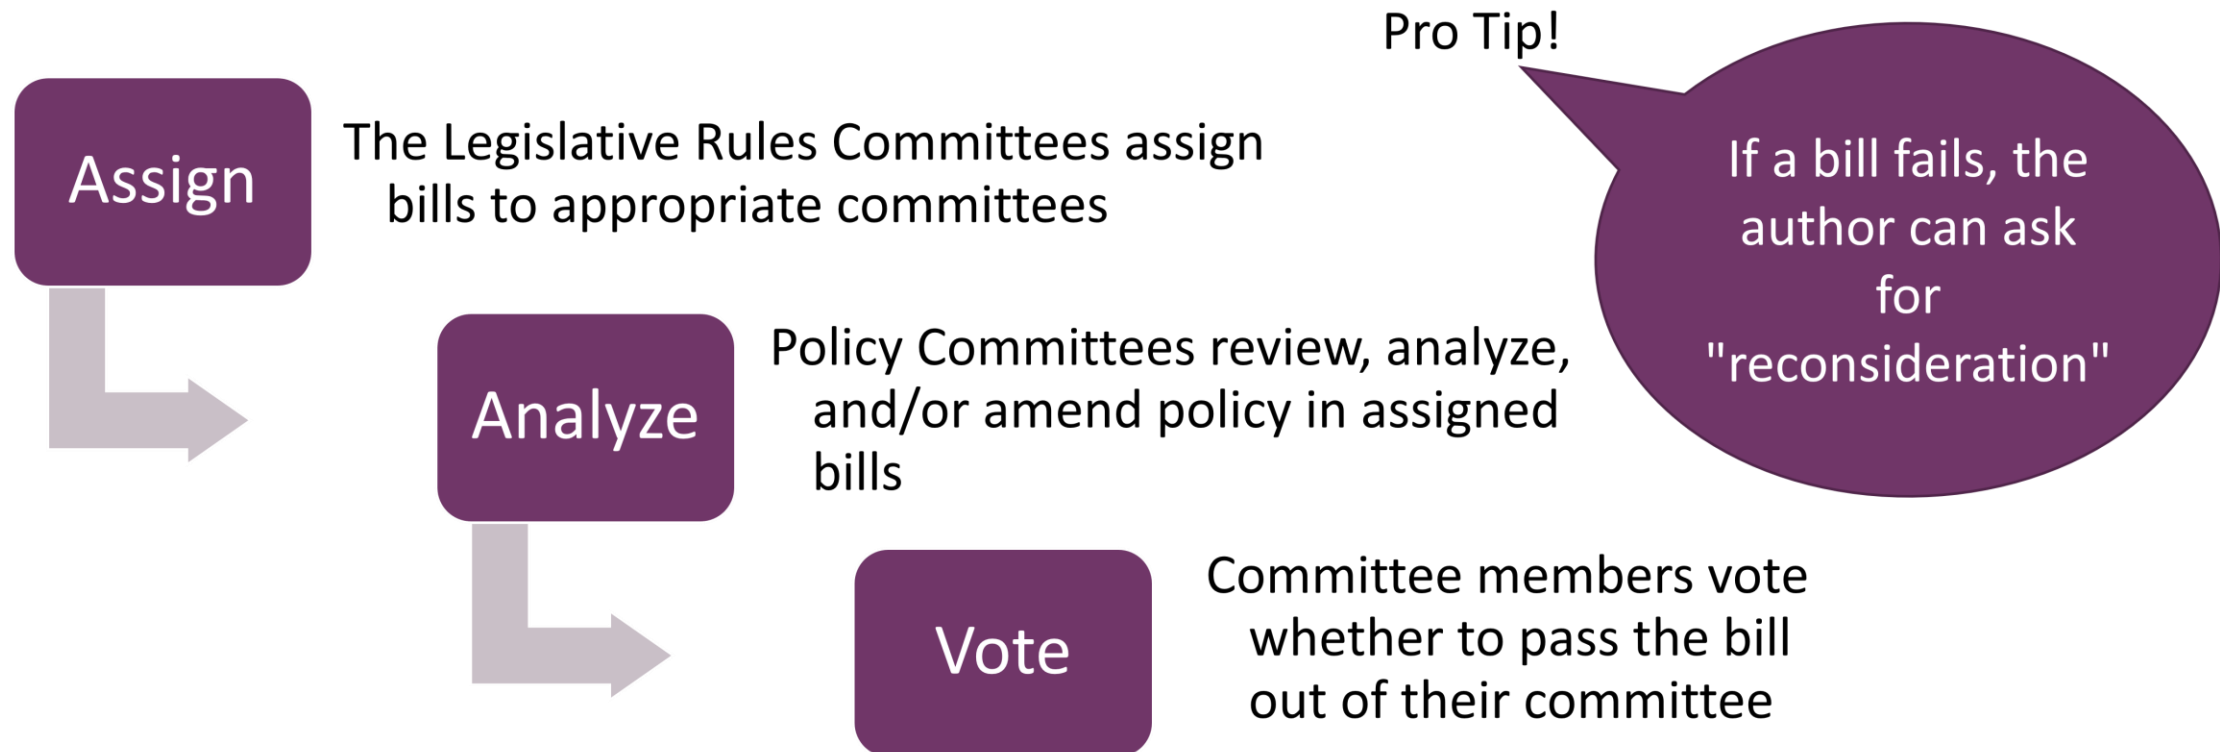 Pro Tip!
Assign
The Legislative Rules Committees assign
bills to appropriate committees
If a bill fails, the
author can ask
for
"reconsideration"
Analyze
Policy Committees review, analyze,
and/or amend policy in assigned
bills
Vote
Committee members vote
whether to pass the bill
out of their committee